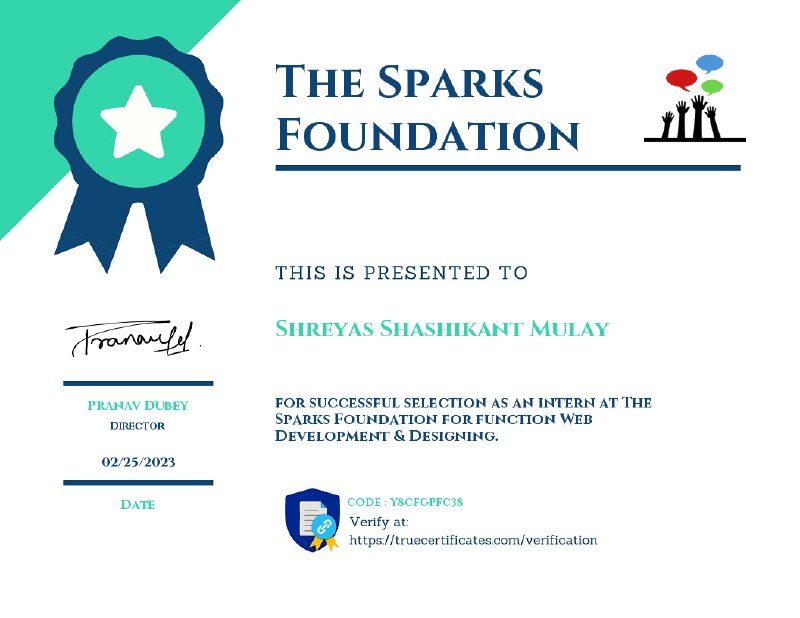 The Sparks
Foundation
THIS IS PRESENTED TO
Shreyas Shashikant Mulay
for successful selection as an intern at The
Sparks Foundation for function Web
Development & Designing.
Pranav Dubey
Director
02/25/2023
Date
Code : Y8CFGPFC38
Verify at:
https://truecertificates.com/verification